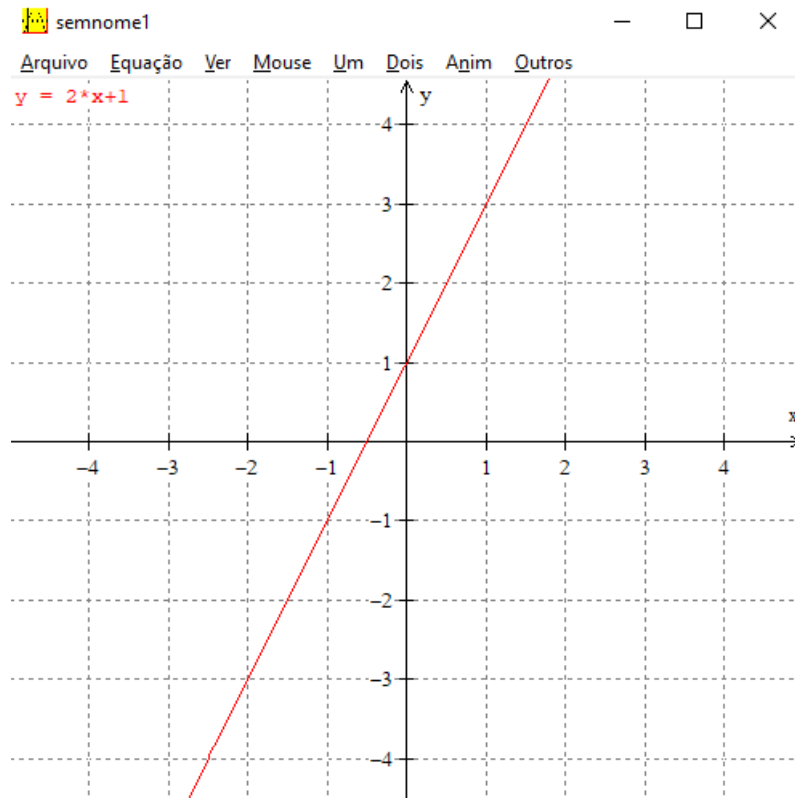 semnome1
Arquivo Equação Ver Mouse Um Dois Anim Outros
y = 2*x+1
y
4
3
2
1
x
−4 −3 −2 −1 1 2 3 4
−1
−2
−3
−4